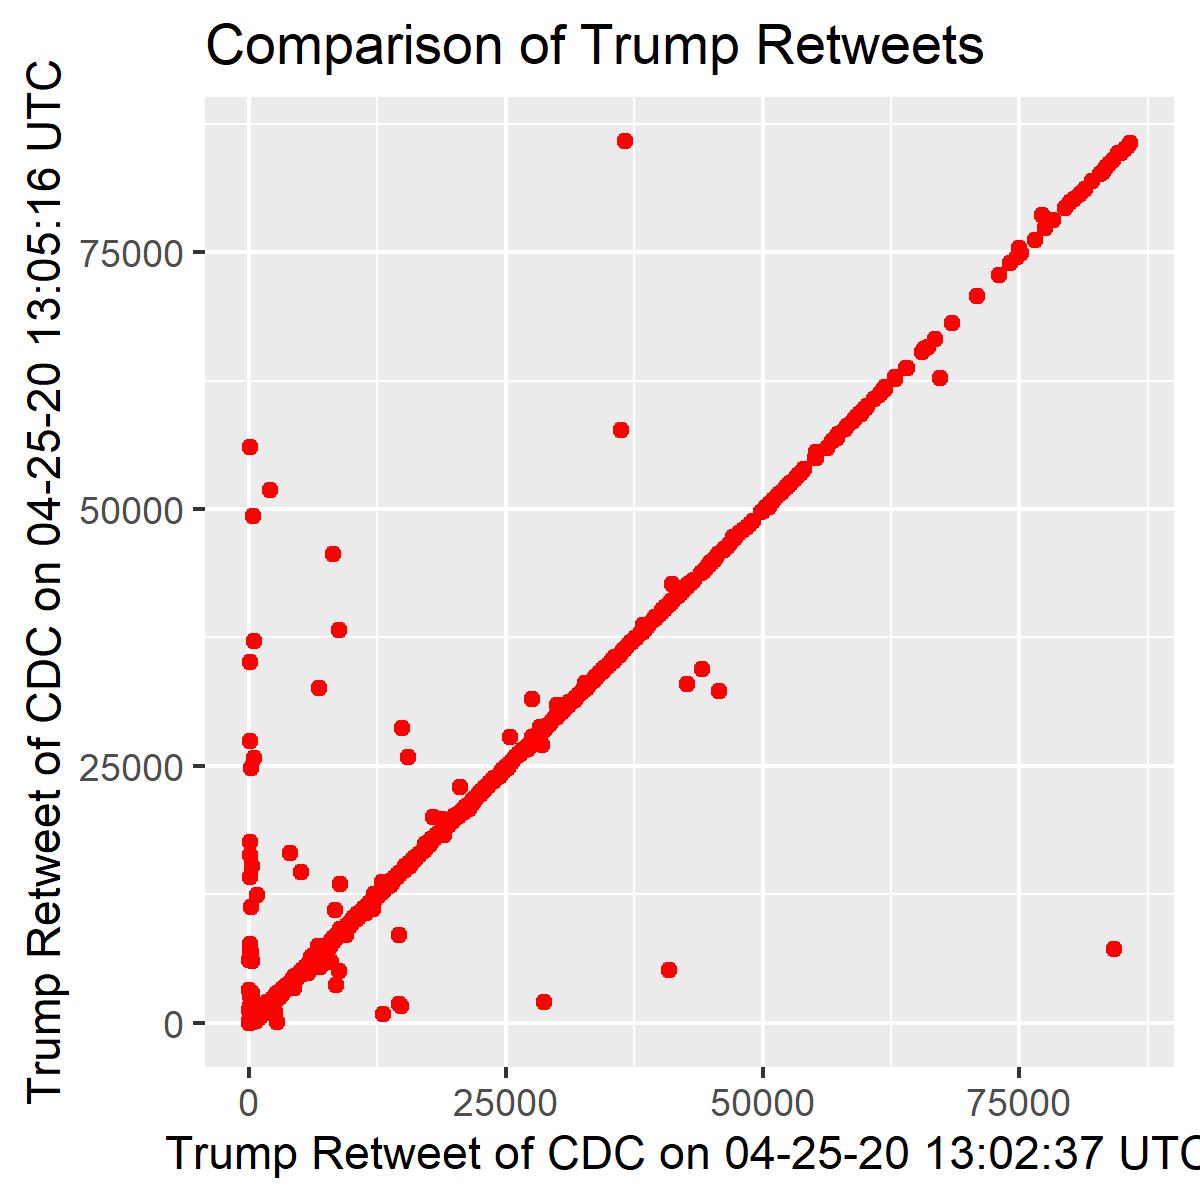 Comparison of Trump Retweets
Trump Retweet of CDC on 04-25-20 13:05:16 UTC
75000
50000
25000
0
0
25000
50000
75000
Trump Retweet of CDC on 04-25-20 13:02:37 UTC